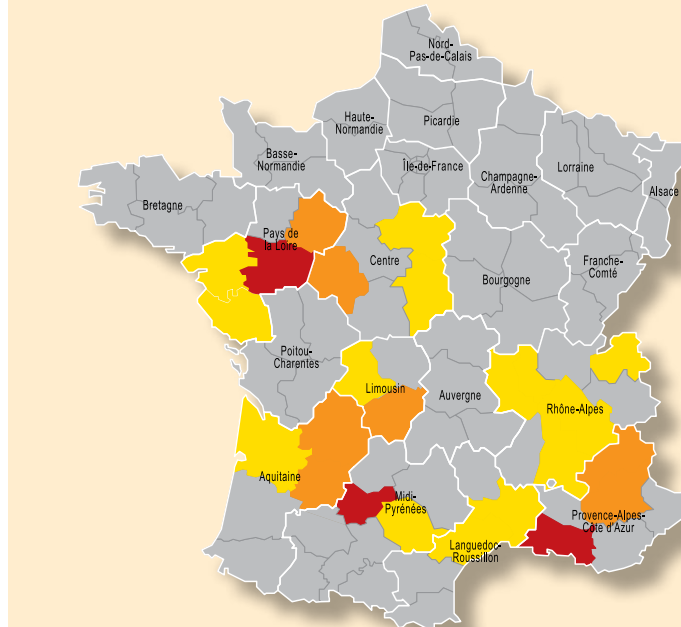 Nord-
Pas-de-Calais
Haute-
Normandie
Picardie
Basse-
Normandie
Île-de-France
Champagne-
Ardenne
Lorraine
Alsace
Bretagne
Pays de
la Loire
Centre
Bourgogne
Franche-
Comté
Poitou-
Charentes
Limousin
Auvergne
Rhône-Alpes
Aquitaine
Midi-
Pyrénées
Languedoc-
Roussillon
Provence-Alpes-
Côte d'Azur